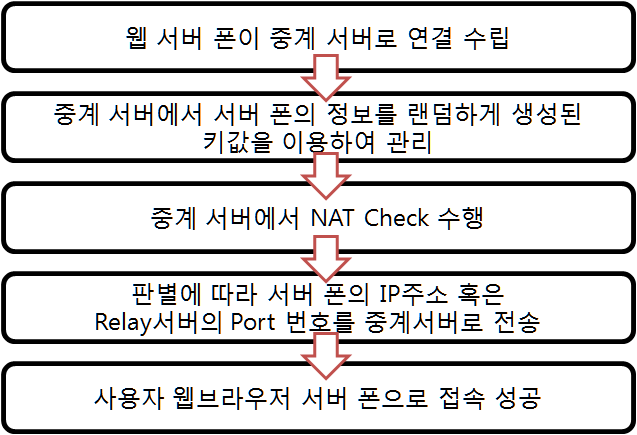 웹 서버 폰이 중계 서버로 연결 수립
중계 서버에서 서버 폰의 정보를 랜덤하게 생성된
키값을 이용하여 관리
중계 서버에서 NAT Check 수행
판별에 따라 서버 폰의 IP주소 혹은
Relay서버의 Port 번호를 중계서버로 전송
사용자 웹브라우저 서버 폰으로 접속 성공